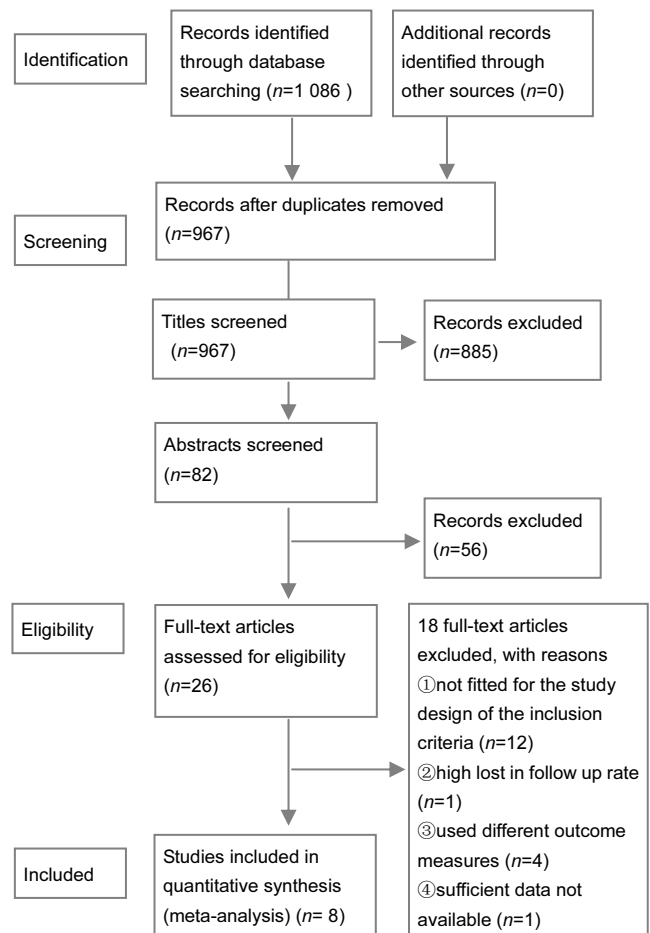 Identification
Records identified
through database
searching (n=1 086 )
Additional records
identified through
other sources (n=0)
Records after duplicates removed
(n=967)
Screening
Titles screened
(n=967)
Records excluded
(n=885)
Abstracts screened
(n=82)
Records excluded
(n=56)
Eligibility
Full-text articles
assessed for eligibility
(n=26)
18 full-text articles
excluded, with reasons
①not fitted for the study
design of the inclusion
criteria (n=12)
②high lost in follow up rate
(n=1)
③used different outcome
measures (n=4)
④sufficient data not
available (n=1)
Included
Studies included in
quantitative synthesis
(meta-analysis) (n= 8)